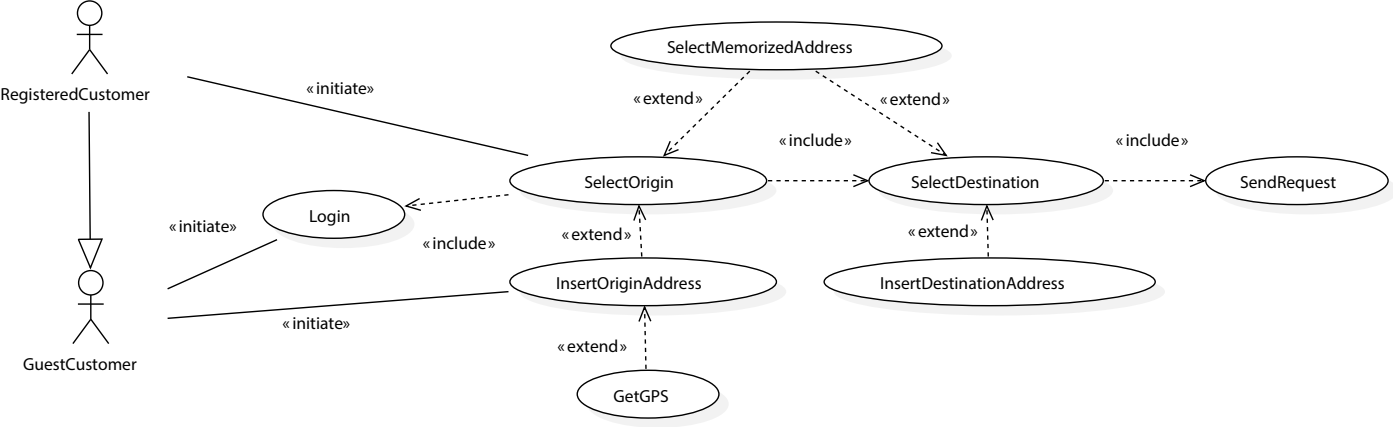 SelectMemorizedAddress
RegisteredCustomer
«initiate»
«extend»
«extend»
«include»
«include»
SelectOrigin
SelectDestination
SendRequest
Login
«initiate»
«include»
«extend»
«extend»
InsertOriginAddress
InsertDestinationAddress
«initiate»
«extend»
GuestCustomer
GetGPS